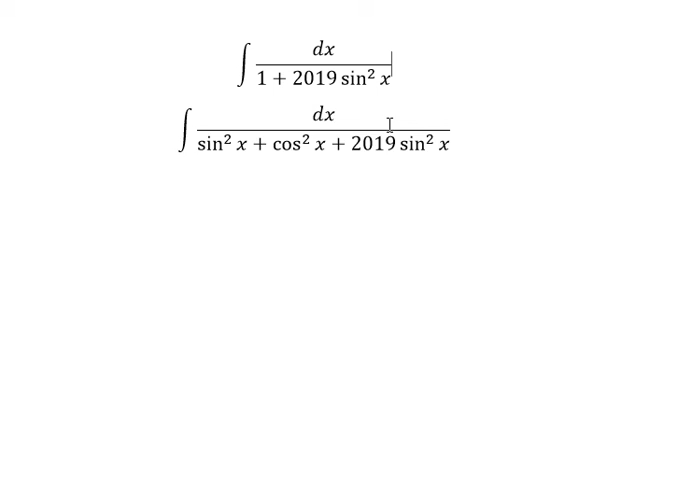 ∫ dx / (1 + 2019 sin² x)
∫ dx / (sin² x + cos² x + 2019 sin² x)